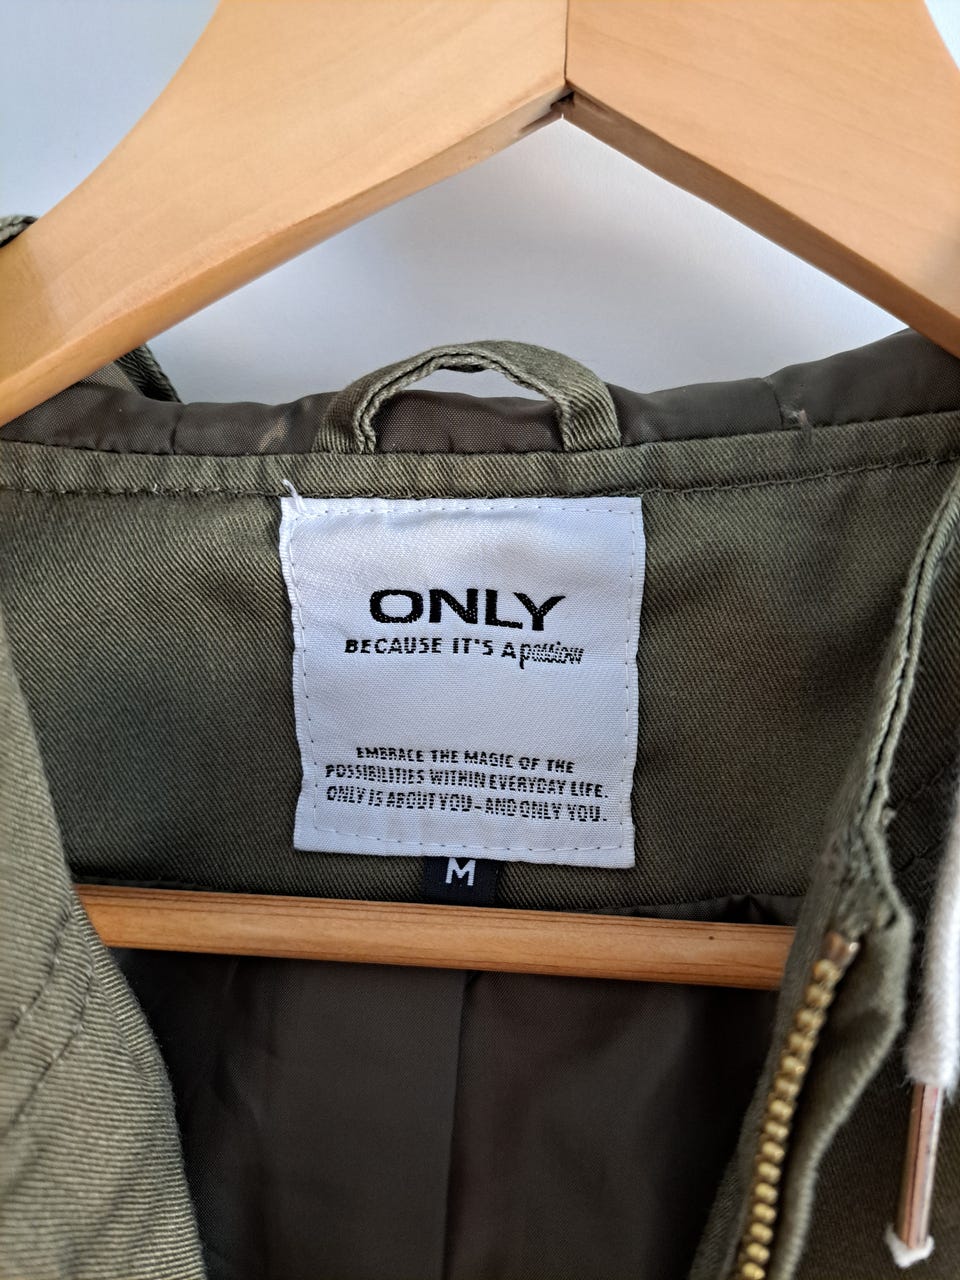 ONLY
BECAUSE IT'S A passion
EMBRACE THE MAGIC OF THE
POSSIBILITIES WITHIN EVERYDAY LIFE.
ONLY IS ABOUT YOU - AND ONLY YOU.
M